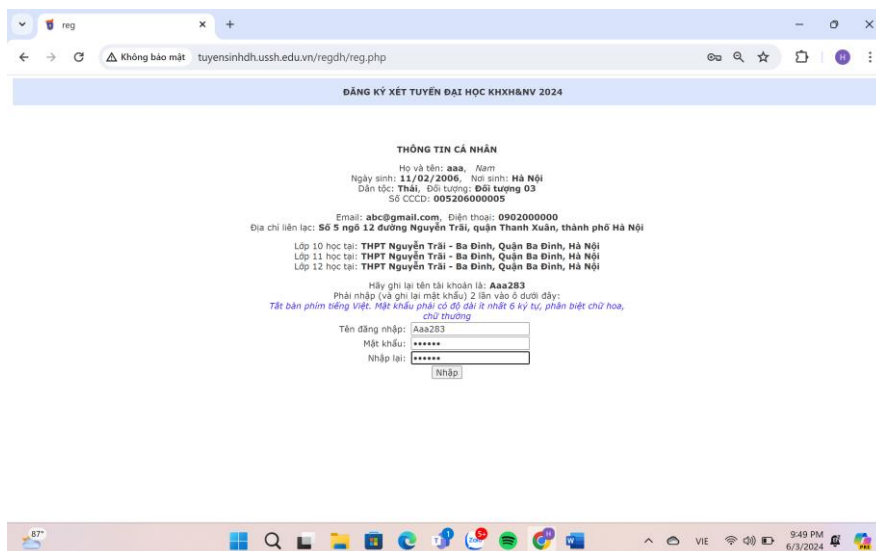 reg
Không bảo mật tuyensinhdh.ussh.edu.vn/regdh/reg.php
H
ĐĂNG KÝ XÉT TUYỂN ĐẠI HỌC KHXH&NV 2024
THÔNG TIN CÁ NHÂN
Họ và tên: aaa, Nam
Ngày sinh: 11/02/2006, Nơi sinh: Hà Nội
Dân tộc: Thái, Đối tượng: Đối tượng 03
Số CCCD: 005206000005
Email: abc@gmail.com, Điện thoại: 0902000000
Địa chỉ liên lạc: Số 5 ngõ 12 đường Nguyễn Trãi, quận Thanh Xuân, thành phố Hà Nội
Lớp 10 học tại: THPT Nguyễn Trãi - Ba Đình, Quận Ba Đình, Hà Nội
Lớp 11 học tại: THPT Nguyễn Trãi - Ba Đình, Quận Ba Đình, Hà Nội
Lớp 12 học tại: THPT Nguyễn Trãi - Ba Đình, Quận Ba Đình, Hà Nội
Hãy ghi lại tên tài khoản là: Aaa283
Phải nhập (và ghi lại mật khẩu) 2 lần vào ô dưới đây:
Tắt bàn phím tiếng Việt. Mật khẩu phải có độ dài ít nhất 6 ký tự, phân biệt chữ hoa,
chữ thường
Tên đăng nhập: Aaa283
Mật khẩu: ••••••
Nhập lại: ••••••
Nhập
87°
VIE
9:49 PM
6/3/2024